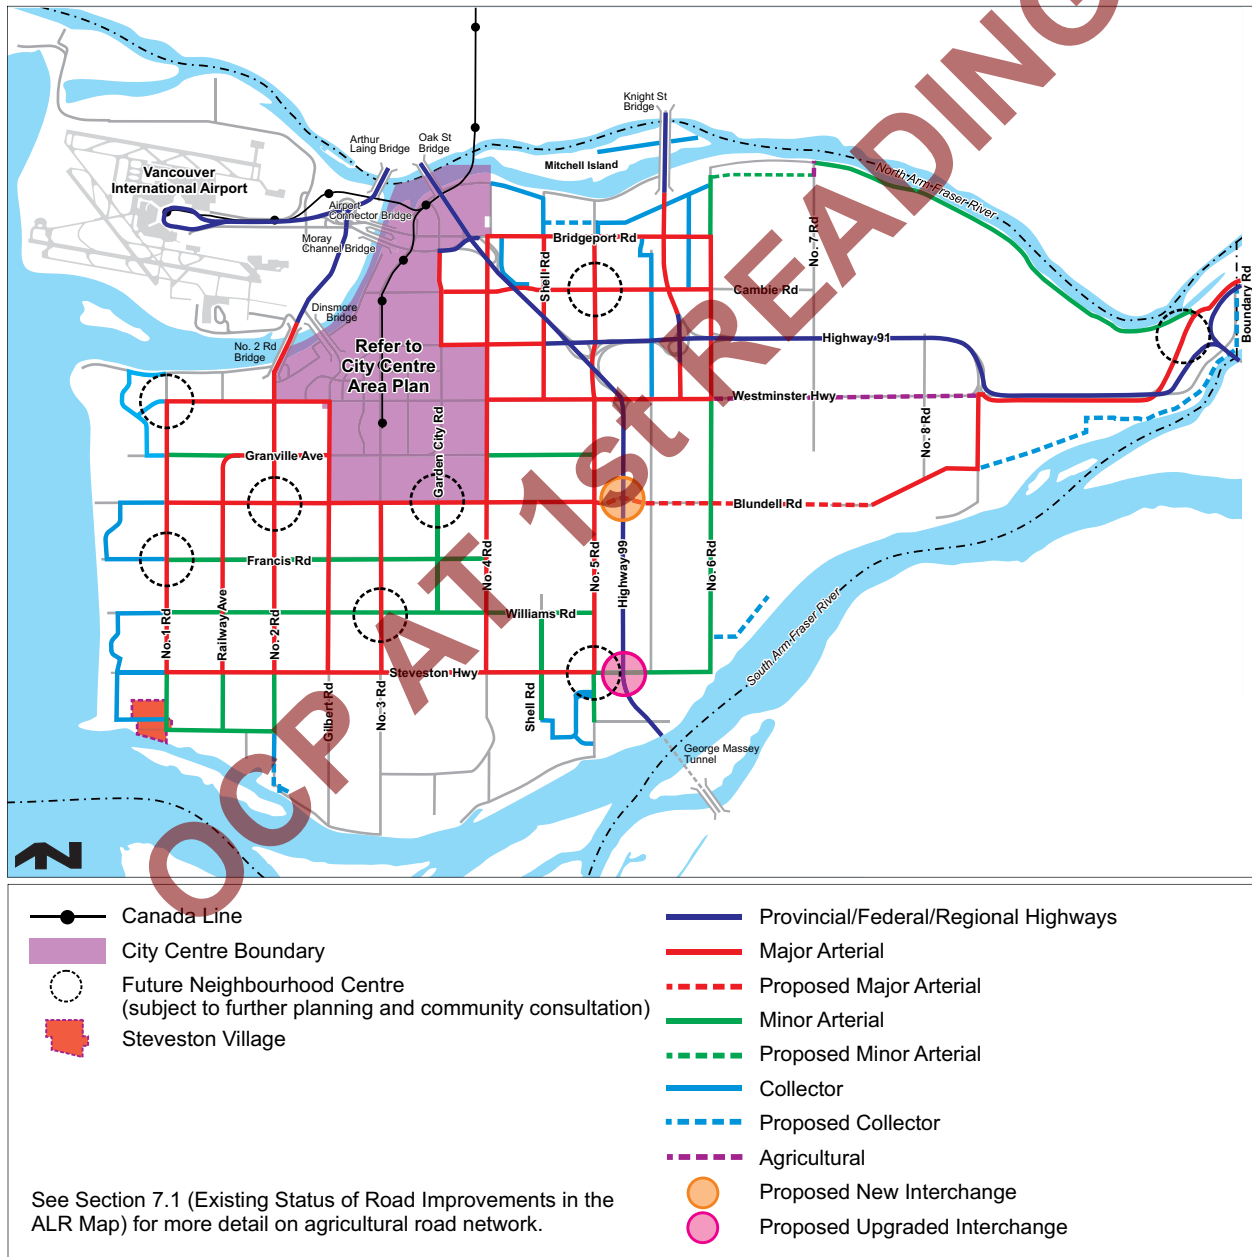 Knight St
Bridge
Arthur
Laing Bridge
Oak St
Bridge
Mitchell Island
Vancouver
International Airport
North Arm Fraser River
Airport
Connector Bridge
Moray
Channel Bridge
Bridgeport Rd
Shell Rd
No. 7 Rd
Boundary Rd
Cambie Rd
Dinsmore
Bridge
No. 2 Rd
Bridge
Refer to
City Centre
Area Plan
Highway 91
Westminster Hwy
No. 8 Rd
Garden City Rd
Granville Ave
Blundell Rd
Francis Rd
No. 4 Rd
No. 5 Rd
Highway 99
No. 6 Rd
No. 1 Rd
Railway Ave
No. 2 Rd
Williams Rd
South Arm Fraser River
Steveston Hwy
Gilbert Rd
No. 3 Rd
Shell Rd
George Massey
Tunnel
N
OCP AT 1st READING
Canada Line
City Centre Boundary
Future Neighbourhood Centre
(subject to further planning and community consultation)
Steveston Village
Provincial/Federal/Regional Highways
Major Arterial
Proposed Major Arterial
Minor Arterial
Proposed Minor Arterial
Collector
Proposed Collector
Agricultural
Proposed New Interchange
Proposed Upgraded Interchange
See Section 7.1 (Existing Status of Road Improvements in the
ALR Map) for more detail on agricultural road network.